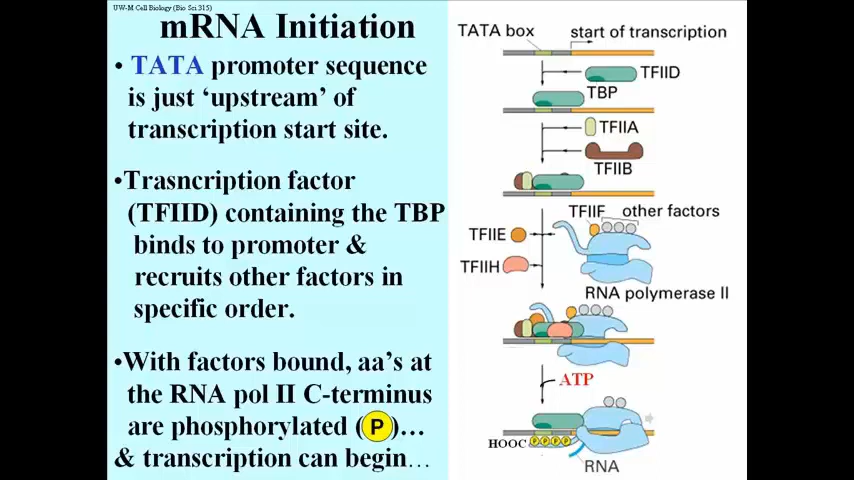 UW-M Cell Biology (Bio Sci 315)
mRNA Initiation
• TATA promoter sequence
is just ‘upstream’ of
transcription start site.
•Trasncription factor
(TFIID) containing the TBP
binds to promoter &
recruits other factors in
specific order.
•With factors bound, aa's at
the RNA pol II C-terminus
are phosphorylated (P)…
& transcription can begin…
TATA box
start of transcription
TFIID
TBP
TFIIA
TFIIB
TFIIF
other factors
TFIIE
TFIIH
RNA polymerase II
ATP
HOOC
P P P P
RNA